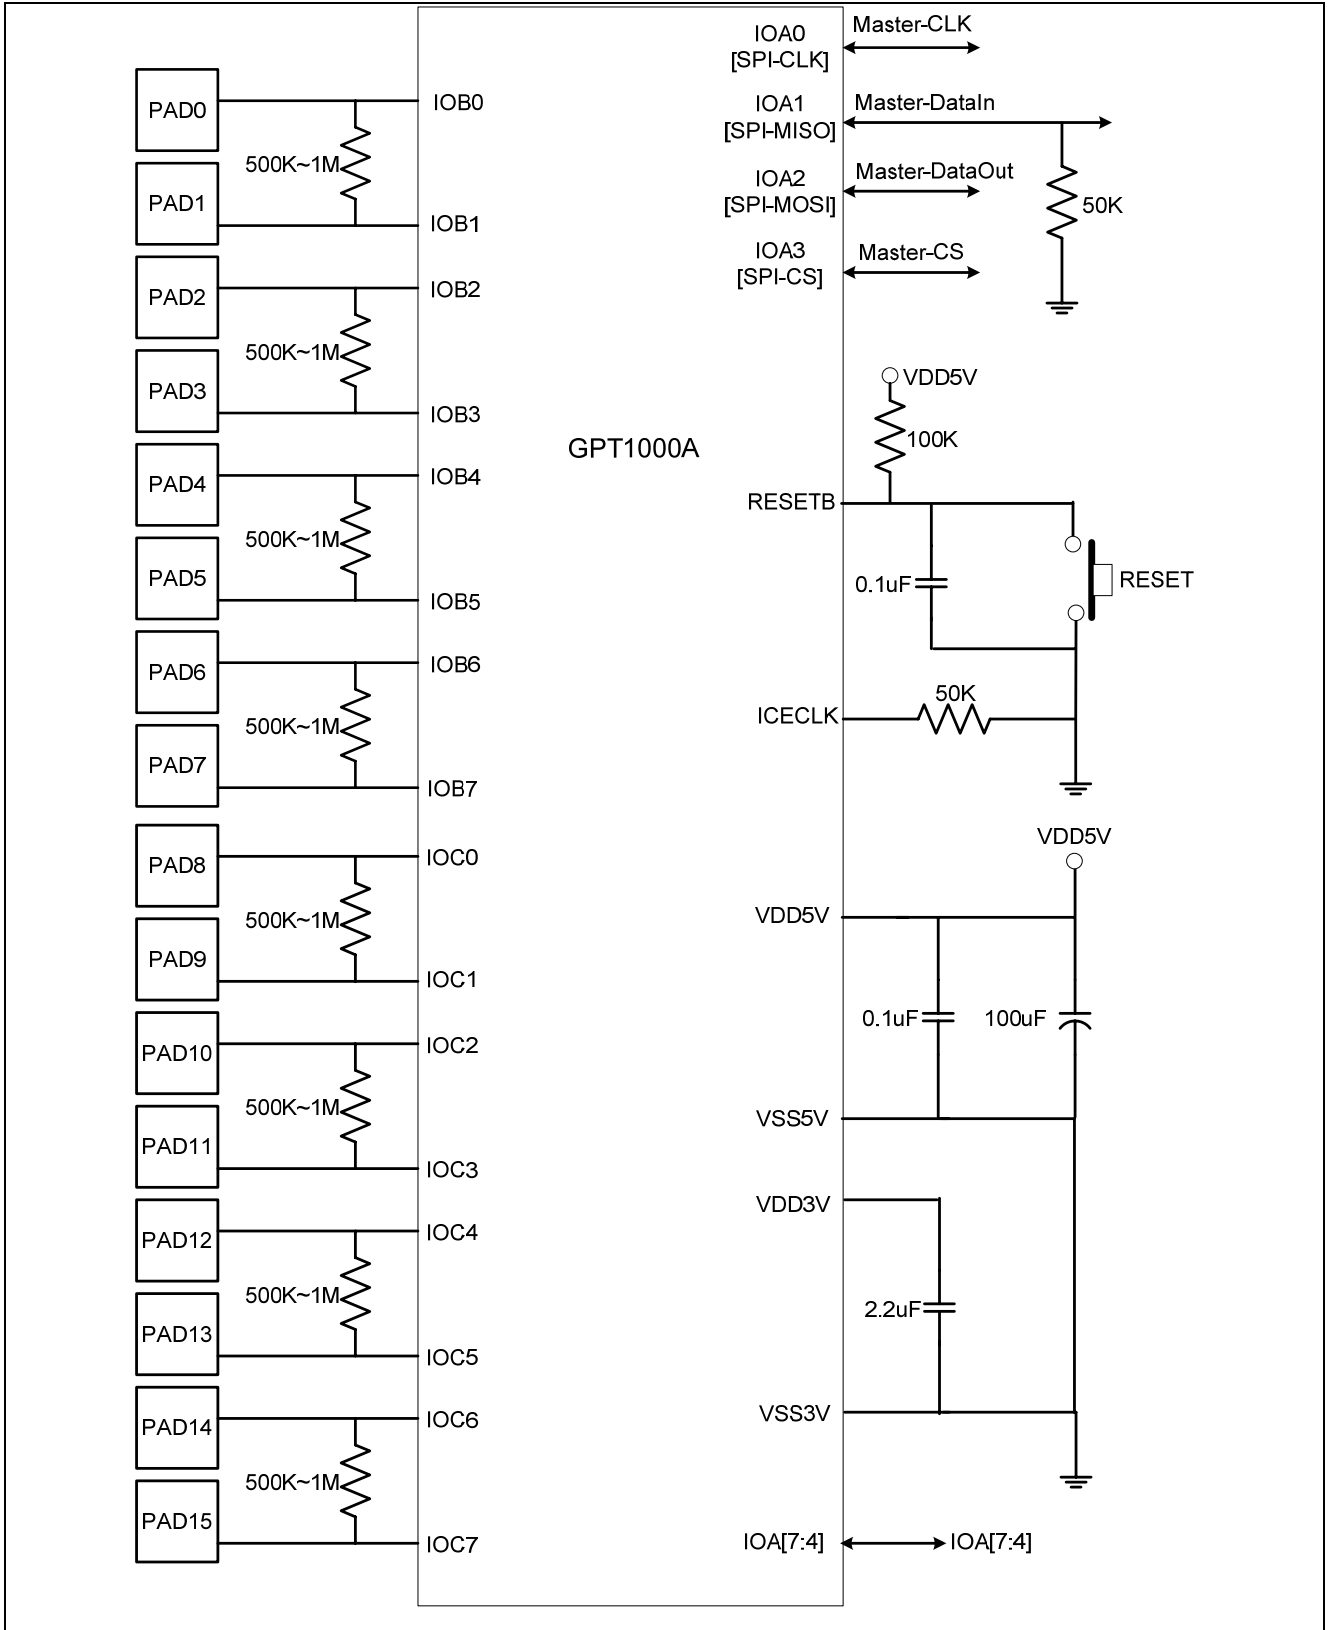 PAD0
PAD1
PAD2
PAD3
PAD4
PAD5
PAD6
PAD7
PAD8
PAD9
PAD10
PAD11
PAD12
PAD13
PAD14
PAD15
500K~1M
500K~1M
500K~1M
500K~1M
500K~1M
500K~1M
500K~1M
500K~1M
IOB0
IOB1
IOB2
IOB3
IOB4
IOB5
IOB6
IOB7
IOC0
IOC1
IOC2
IOC3
IOC4
IOC5
IOC6
IOC7
GPT1000A
IOA0
[SPI-CLK]
Master-CLK
IOA1
[SPI-MISO]
Master-DataIn
IOA2
[SPI-MOSI]
Master-DataOut
50K
IOA3
[SPI-CS]
Master-CS
VDD5V
100K
RESETB
0.1uF
RESET
ICECLK
50K
VDD5V
VDD5V
0.1uF
100uF
VSS5V
VDD3V
2.2uF
VSS3V
IOA[7:4]
IOA[7:4]